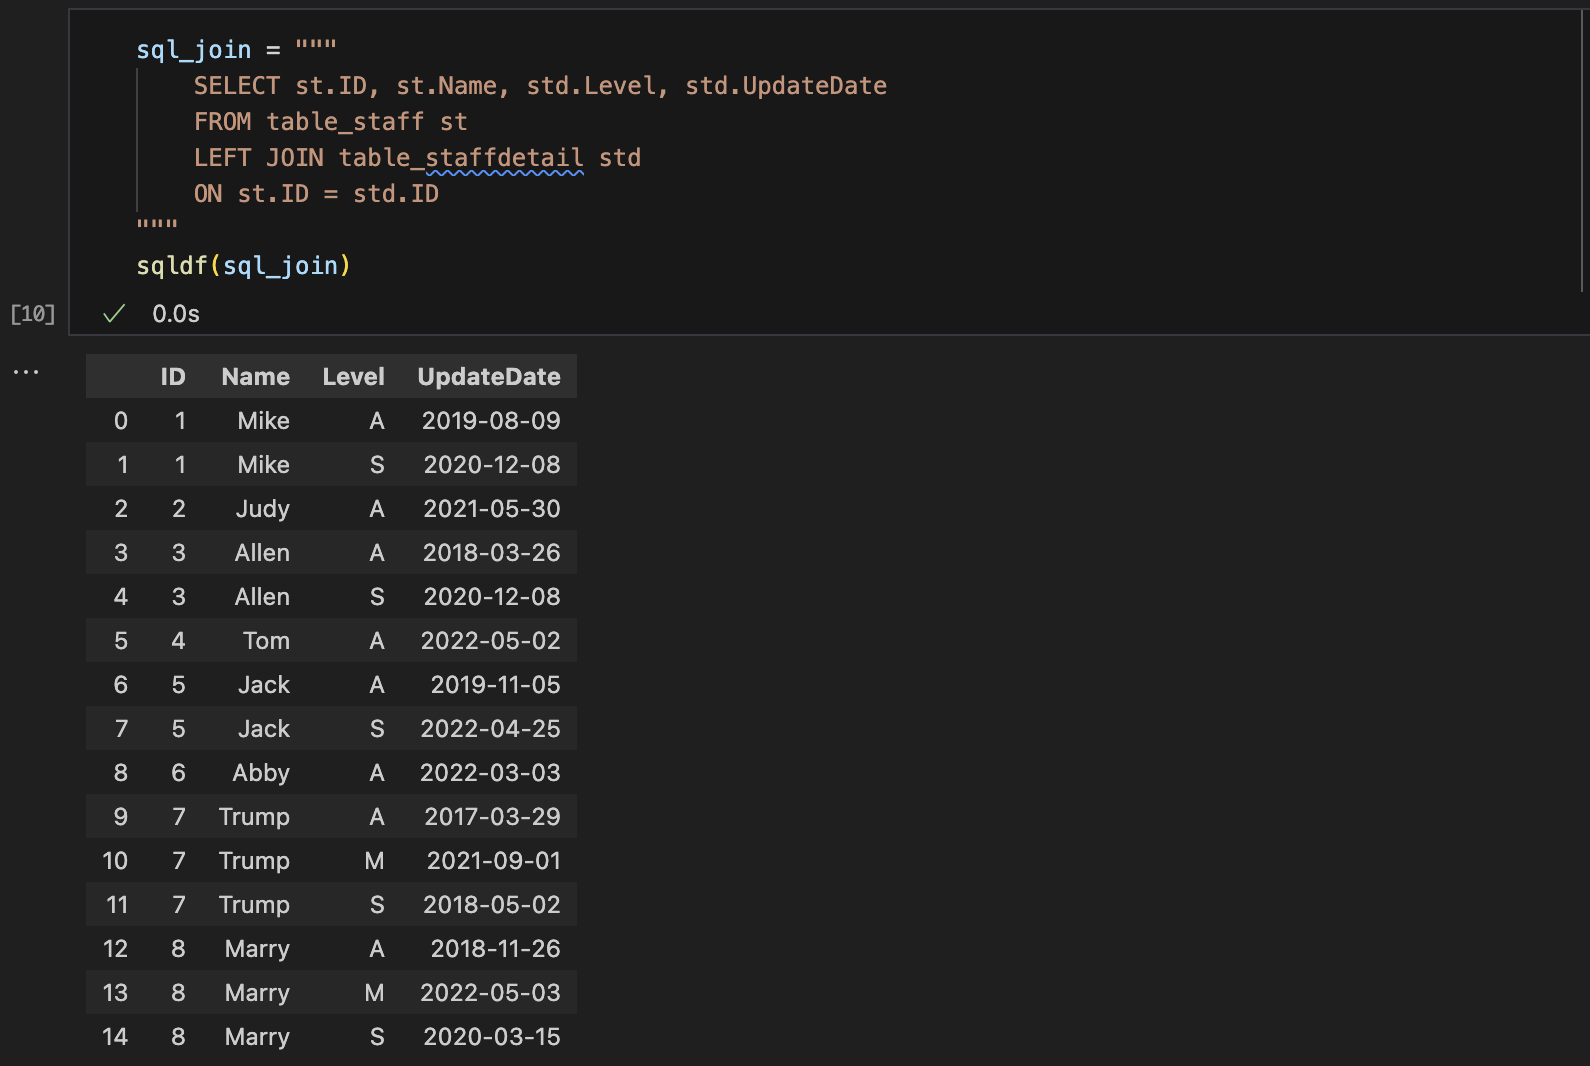 sql_join = """
SELECT st.ID, st.Name, std.Level, std.UpdateDate
FROM table_staff st
LEFT JOIN table_staffdetail std
ON st.ID = std.ID
"""
sqldf(sql_join)
[10] ✓ 0.0s
...
ID Name Level UpdateDate
0 1 Mike A 2019-08-09
1 1 Mike S 2020-12-08
2 2 Judy A 2021-05-30
3 3 Allen A 2018-03-26
4 3 Allen S 2020-12-08
5 4 Tom A 2022-05-02
6 5 Jack A 2019-11-05
7 5 Jack S 2022-04-25
8 6 Abby A 2022-03-03
9 7 Trump A 2017-03-29
10 7 Trump M 2021-09-01
11 7 Trump S 2018-05-02
12 8 Marry A 2018-11-26
13 8 Marry M 2022-05-03
14 8 Marry S 2020-03-15